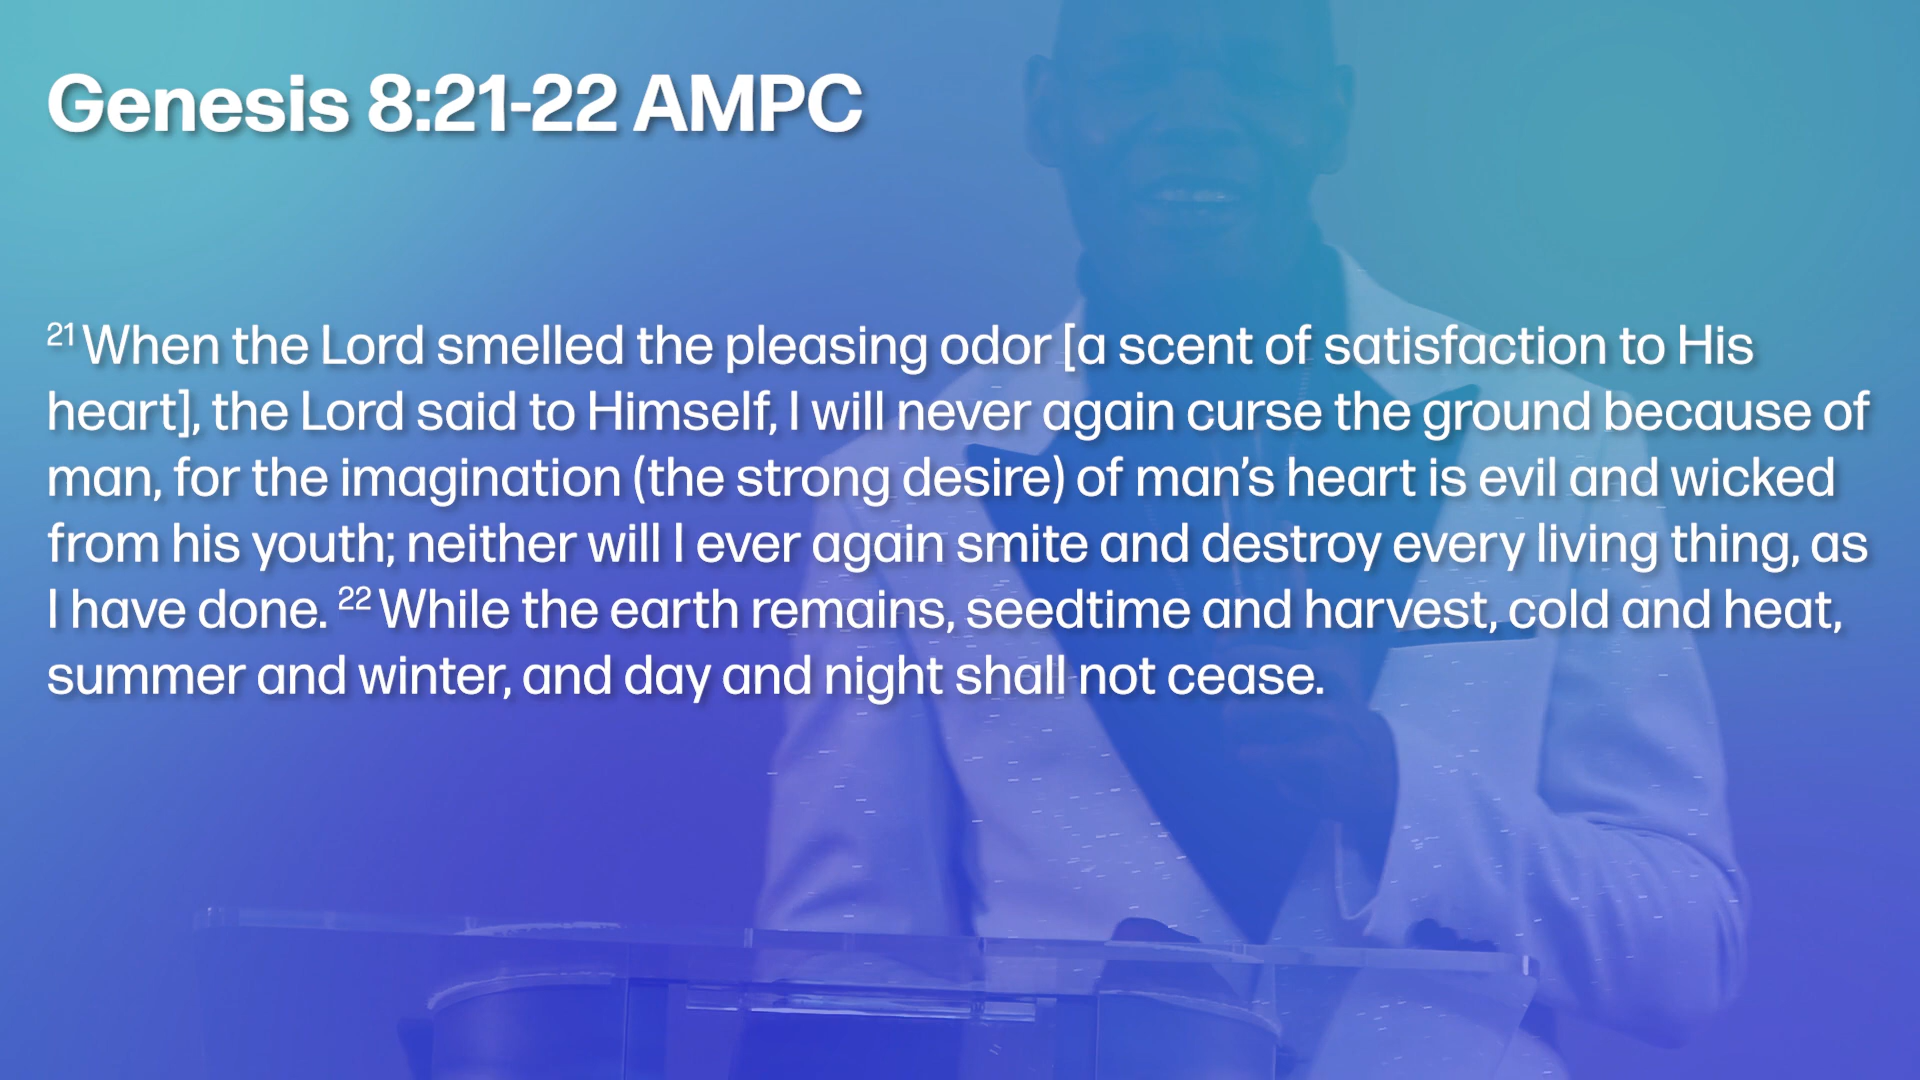 Genesis 8:21-22 AMPC
21 When the Lord smelled the pleasing odor [a scent of satisfaction to His
heart], the Lord said to Himself, I will never again curse the ground because of
man, for the imagination (the strong desire) of man’s heart is evil and wicked
from his youth; neither will I ever again smite and destroy every living thing, as
I have done. 22 While the earth remains, seedtime and harvest, cold and heat,
summer and winter, and day and night shall not cease.